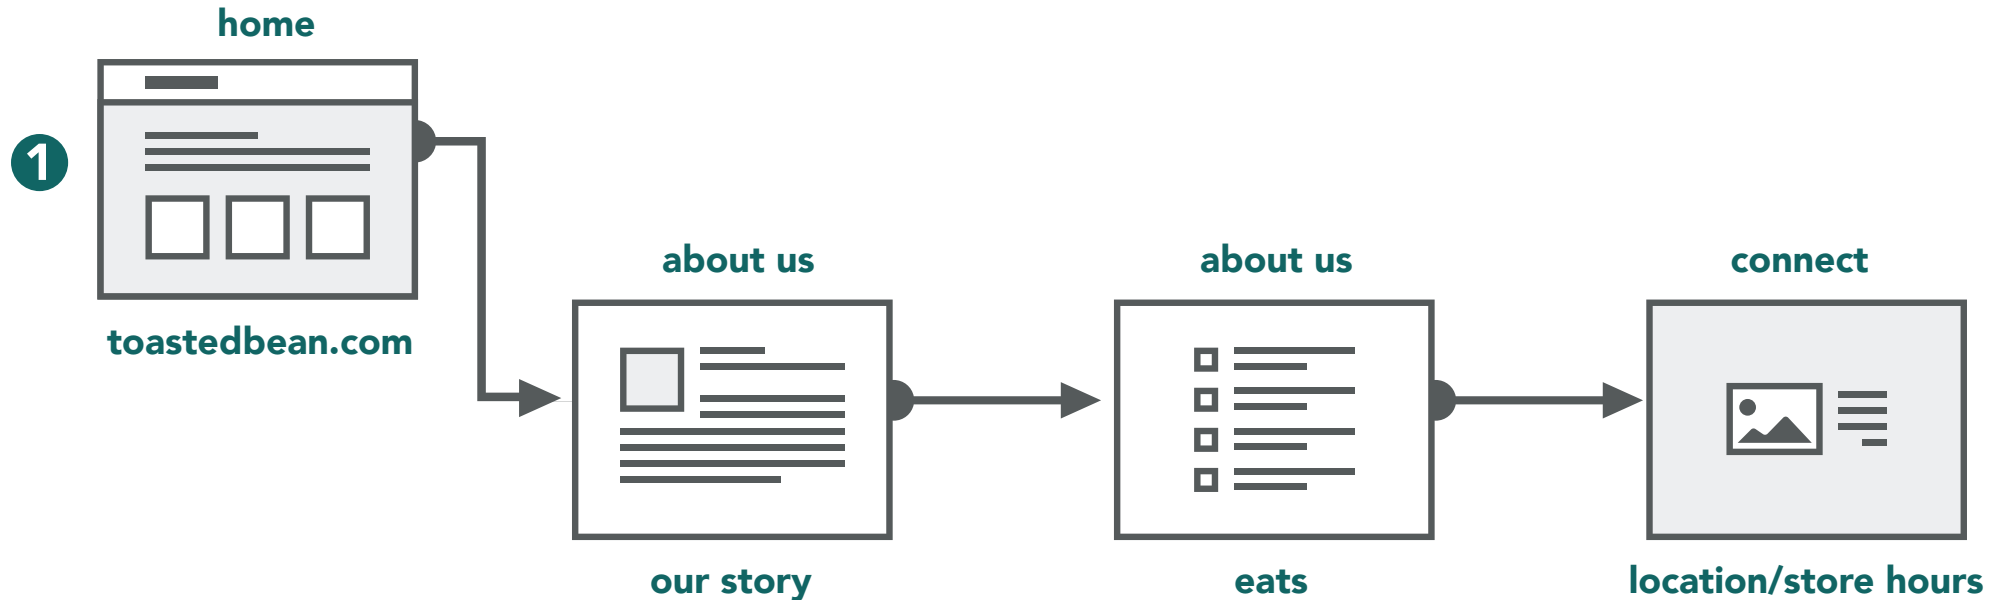 home
1
toastedbean.com
about us
our story
about us
eats
connect
location/store hours